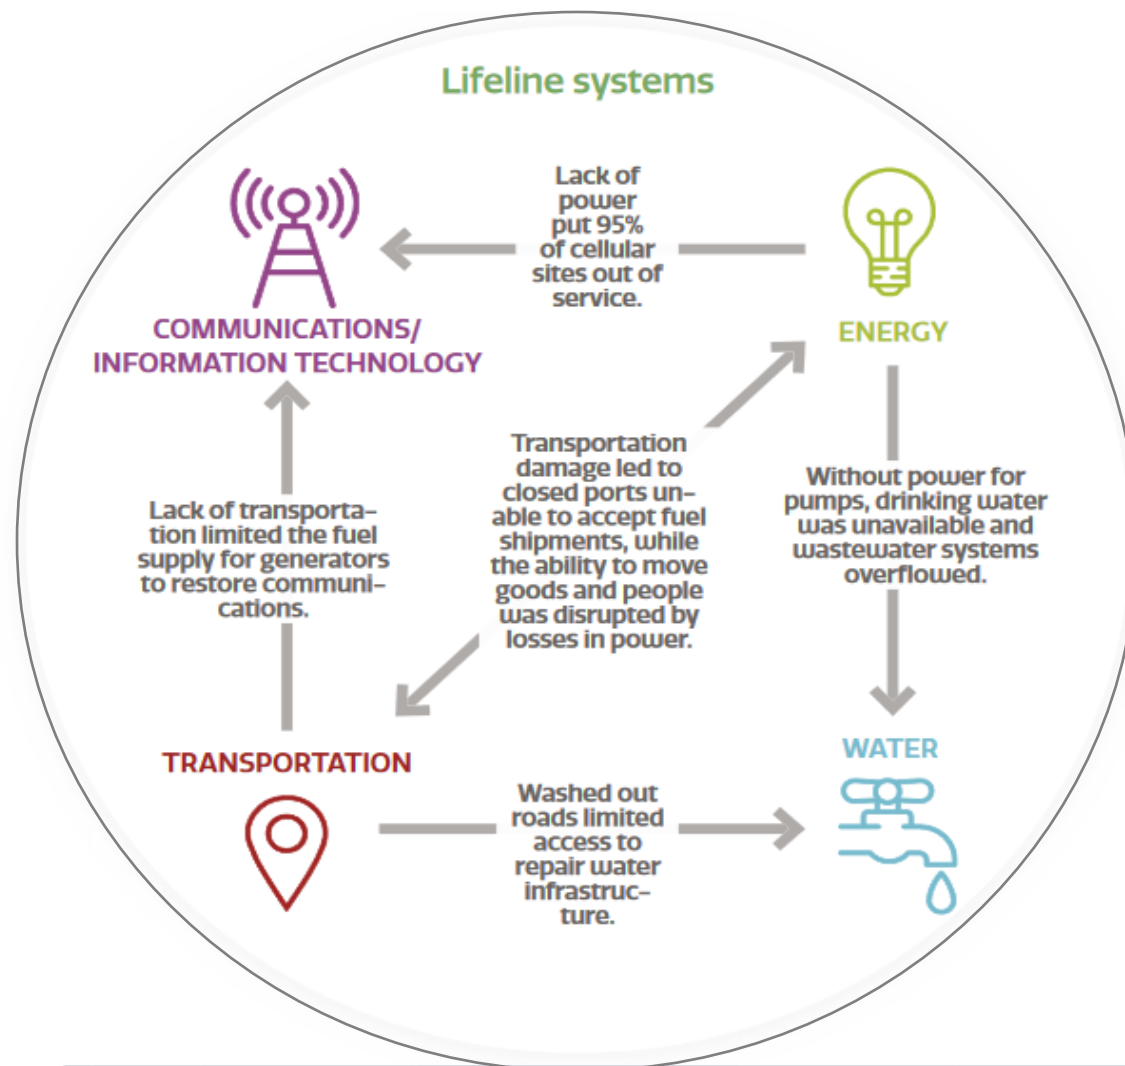 Lifeline systems
Lack of
power
put 95%
of cellular
sites out of
service.
COMMUNICATIONS/
INFORMATION TECHNOLOGY
ENERGY
Transportation
damage led to
closed ports un-
able to accept fuel
shipments, while
the ability to move
goods and people
was disrupted by
losses in power.
Without power for
pumps, drinking water
was unavailable and
wastewater systems
overflowed.
Lack of transporta-
tion limited the fuel
supply for generators
to restore communi-
cations.
TRANSPORTATION
WATER
Washed out
roads limited
access to
repair water
infrastruc-
ture.